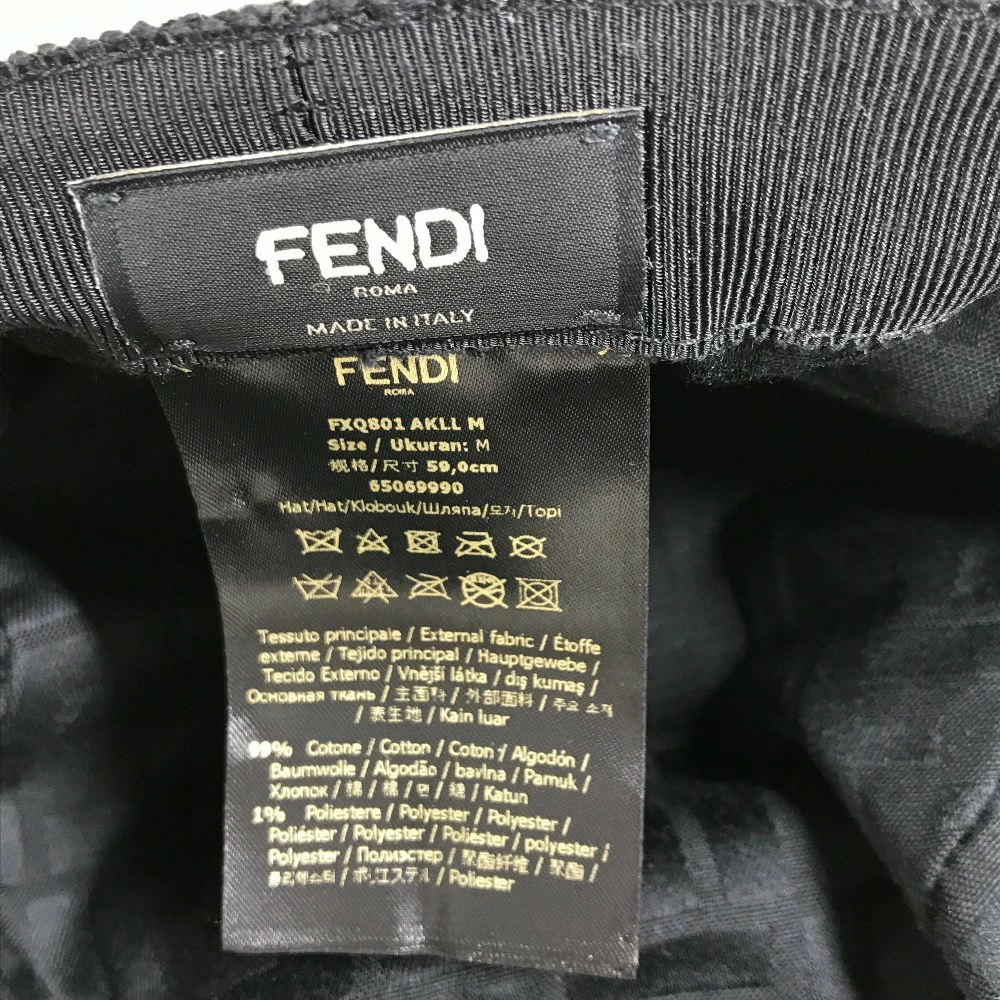 FENDI
ROMA
MADE IN ITALY
FENDI
ROMA
FXQ801 AKLL M
Size / Ukuran: M
规格/尺寸 59,0cm
65069990
Hat/Hat/Klobouk/Шляпа/모자/Topi
Tessuto principale / External fabric / Étoffe
externe / Tejido principal / Hauptgewebe /
Tecido Externo / Vnější látka / dış kumaş /
Основная ткань / 主面料 / 外部面料 / 주요 소재
/ 表生地 / Kain luar
99% Cotone / Cotton / Coton / Algodón /
Baumwolle / Algodão / bavlna / Pamuk /
Хлопок / 棉 / 棉 / 면 / 綿 / Katun
1% Poliestere / Polyester / Polyester /
Poliéster / Polyester / Poliéster / polyester /
Polyester / Полиэстер / 聚酯纤维 / 聚酯 /
폴리에스터 / ポリエステル / Poliester